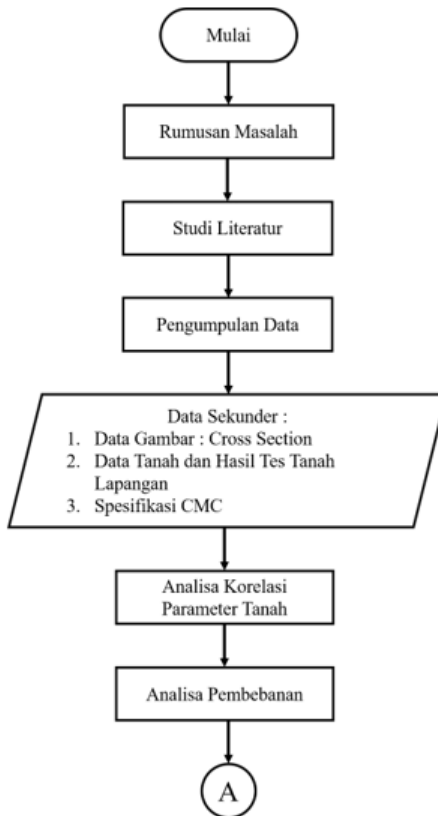 Mulai
Rumusan Masalah
Studi Literatur
Pengumpulan Data
Data Sekunder :
1. Data Gambar : Cross Section
2. Data Tanah dan Hasil Tes Tanah
Lapangan
3. Spesifikasi CMC
Analisa Korelasi
Parameter Tanah
Analisa Pembebanan
A